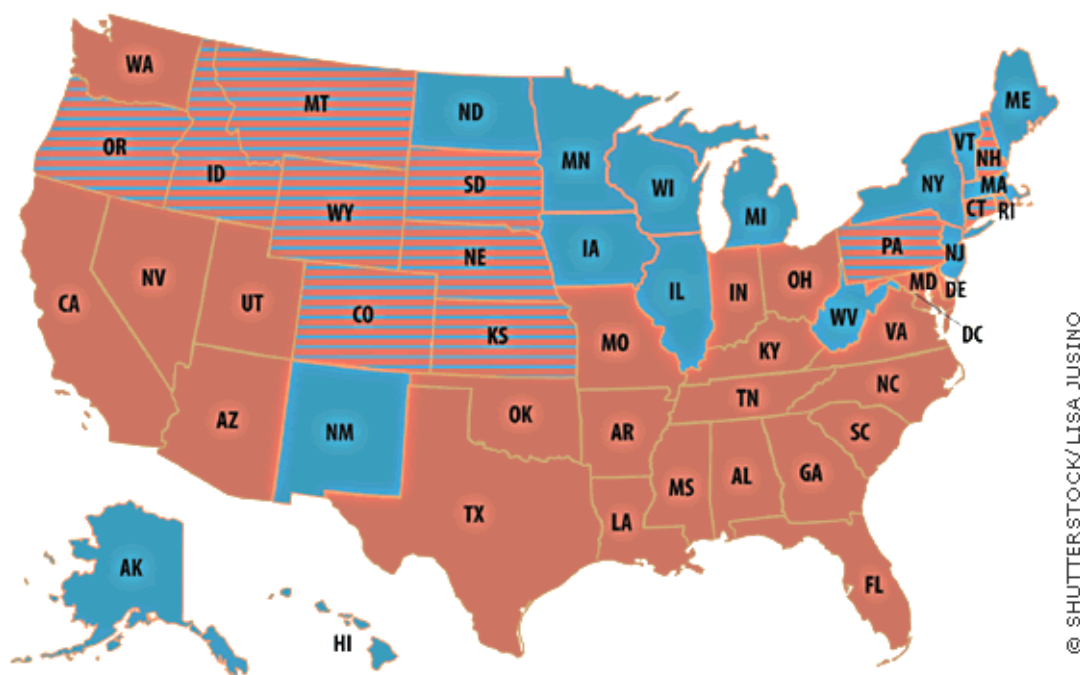 WA
MT
ND
ME
OR
ID
MN
VT
NH
SD
WI
NY
MA
WY
MI
CT
RI
IA
NE
PA
NJ
NV
IL
IN
OH
MD
DE
CA
UT
CO
KS
MO
WV
VA
DC
KY
NC
AZ
NM
OK
AR
TN
SC
MS
AL
GA
TX
LA
AK
FL
HI
© SHUTTERSTOCK/ LISA JUSINO